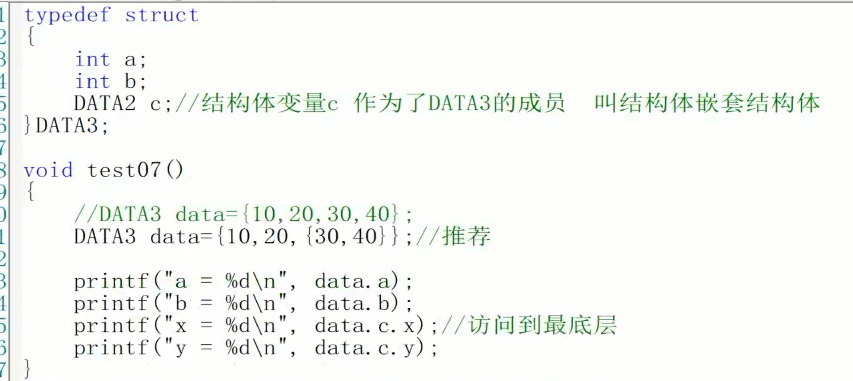 1 typedef struct
2 {
3     int a;
4     int b;
5     DATA2 c;//结构体变量c 作为了DATA3的成员  叫结构体嵌套结构体
6 }DATA3;
7
8 void test07()
9 {
0     //DATA3 data={10,20,30,40};
1     DATA3 data={10,20,{30,40}};//推荐
2
3     printf("a = %d\n", data.a);
4     printf("b = %d\n", data.b);
5     printf("x = %d\n", data.c.x);//访问到最底层
6     printf("y = %d\n", data.c.y);
7 }